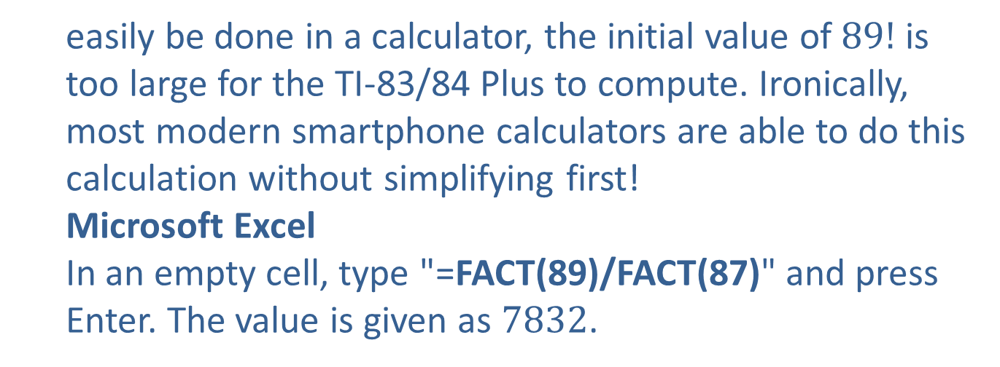 easily be done in a calculator, the initial value of 89! is
too large for the TI-83/84 Plus to compute. Ironically,
most modern smartphone calculators are able to do this
calculation without simplifying first!
Microsoft Excel
In an empty cell, type "=FACT(89)/FACT(87)" and press
Enter. The value is given as 7832.